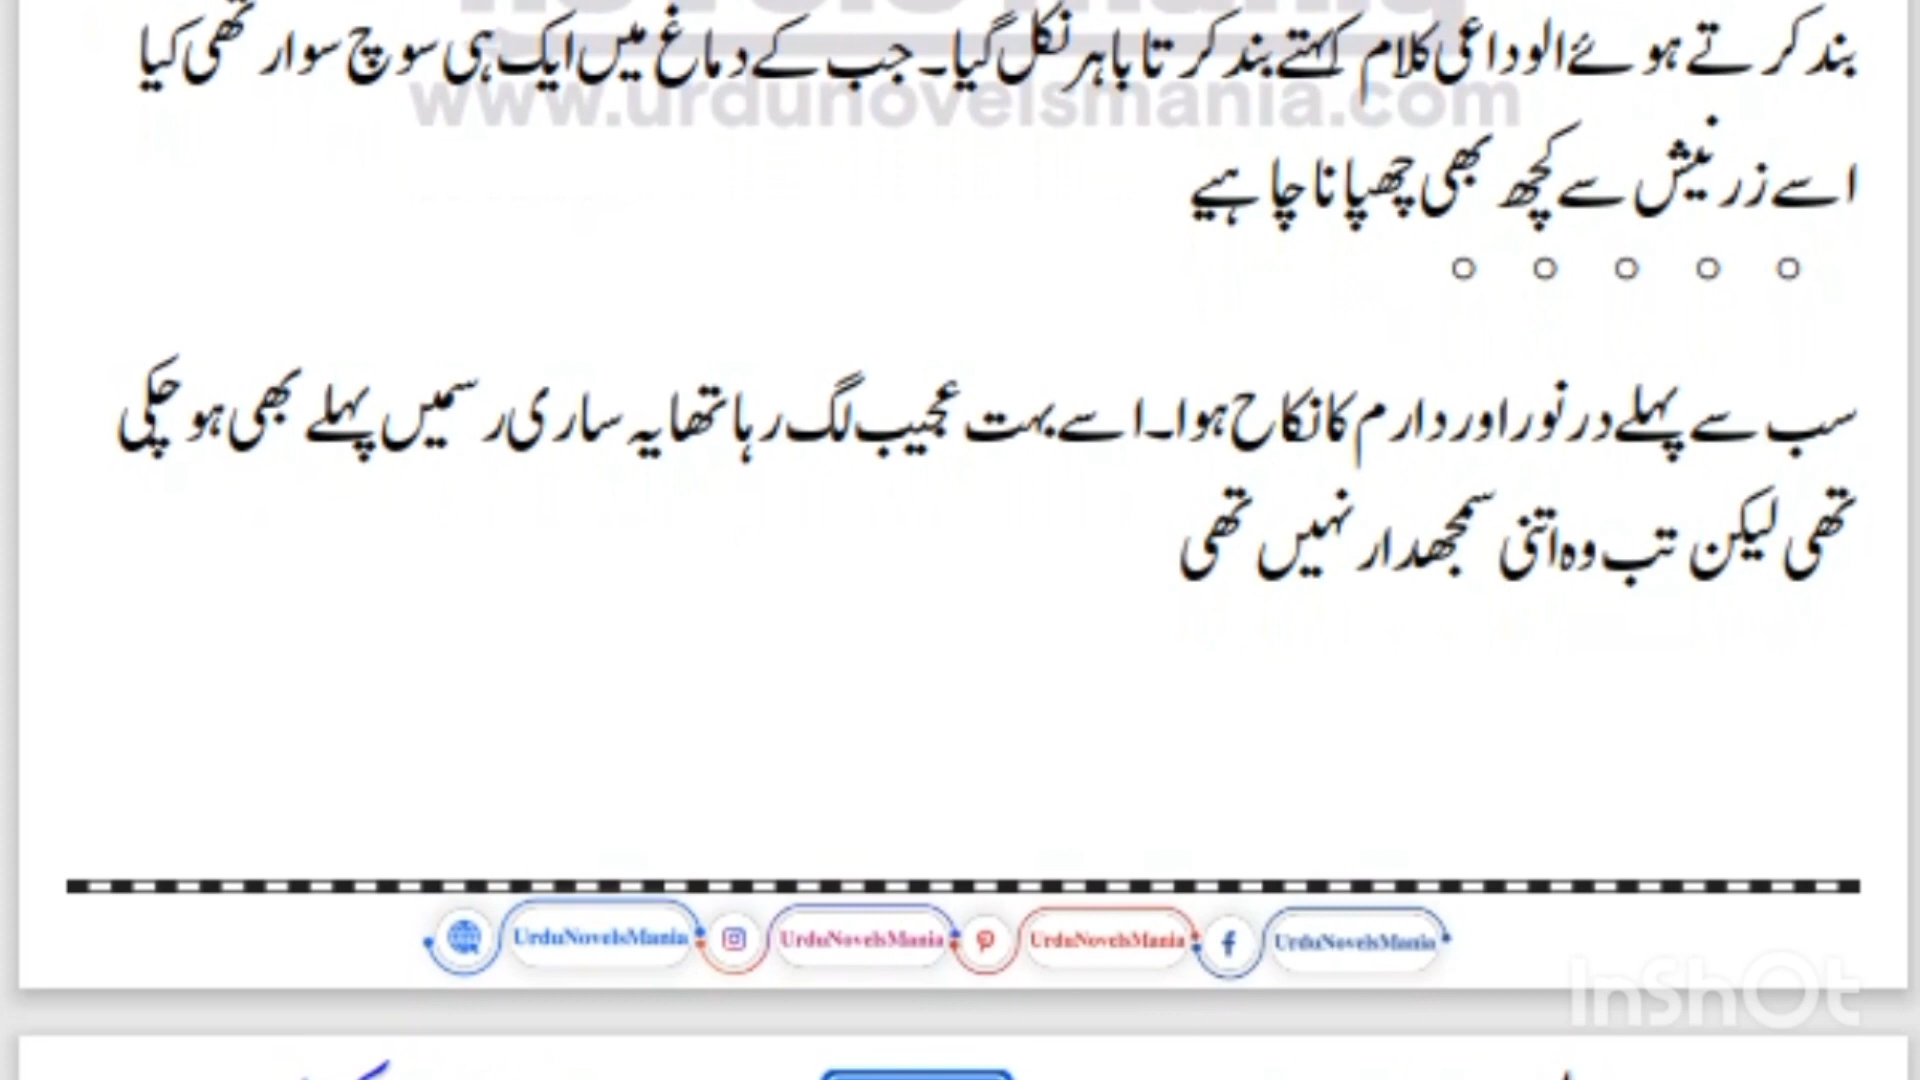 بند کرتے ہوئے الوداعی کلام کہتے بند کرتا باہر نکل گیا۔ جب کے دماغ میں ایک ہی سوچ سوار تھی کیا
www.urdunovelsmania.com
اسے زرنیش سے کچھ بھی چھپانا چاہیے
سب سے پہلے درنور اور دارم کا نکاح ہوا۔ اسے بہت عجیب لگ رہا تھا یہ ساری رسمیں پہلے بھی ہو چکی
تھی لیکن تب وہ اتنی سمجھدار نہیں تھی
UrduNovelsMania UrduNovelsMania UrduNovelsMania UrduNovelsMania
InShOt